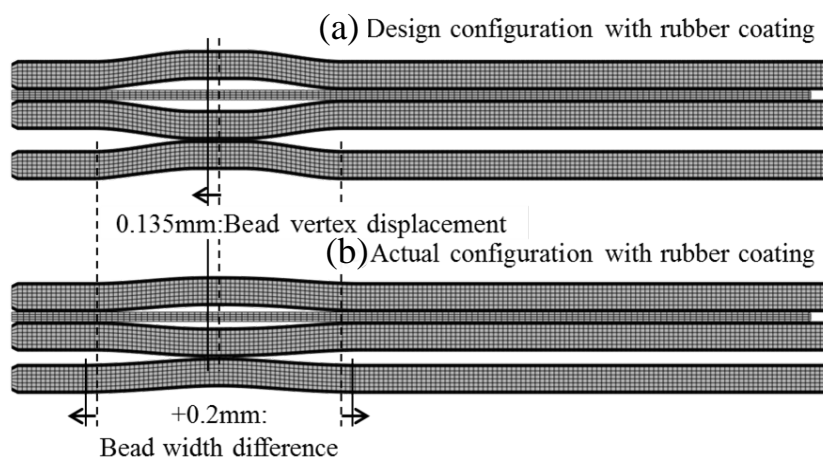 (a) Design configuration with rubber coating
0.135mm:Bead vertex displacement
(b) Actual configuration with rubber coating
+0.2mm:
Bead width difference